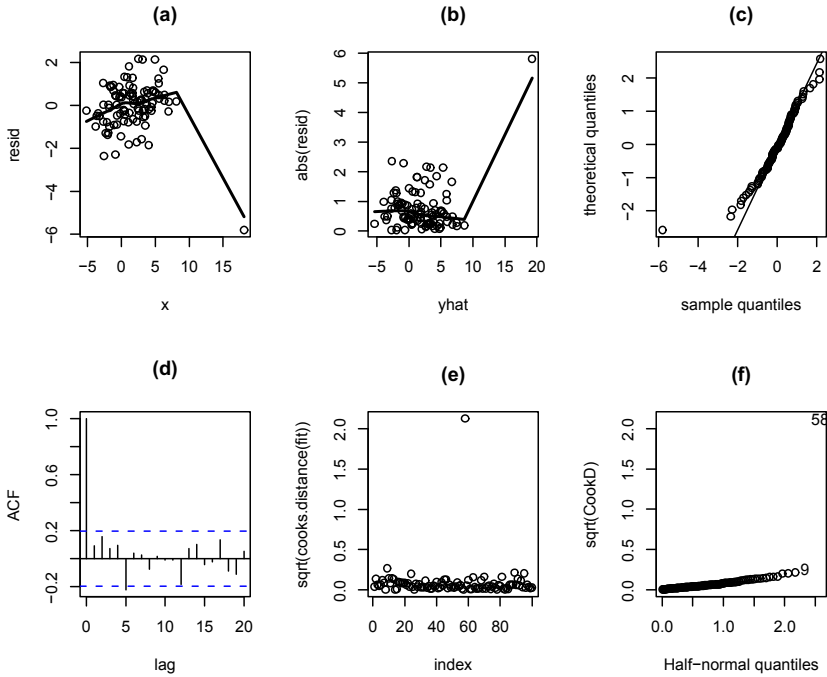 (a)
resid
2
0
−2
−4
−6
−5 0 5 10 15
x
(b)
abs(resid)
6
5
4
3
2
1
0
−5 0 5 10 15 20
yhat
(c)
theoretical quantiles
2
1
0
−1
−2
−6 −4 −2 0 2
sample quantiles
(d)
ACF
1.0
0.6
0.2
−0.2
0 5 10 15 20
lag
(e)
sqrt(cooks.distance(fit))
2.0
1.5
1.0
0.5
0.0
0 20 40 60 80
index
(f)
sqrt(CookD)
2.0
1.5
1.0
0.5
0.0
58
9
0.0 1.0 2.0
Half−normal quantiles